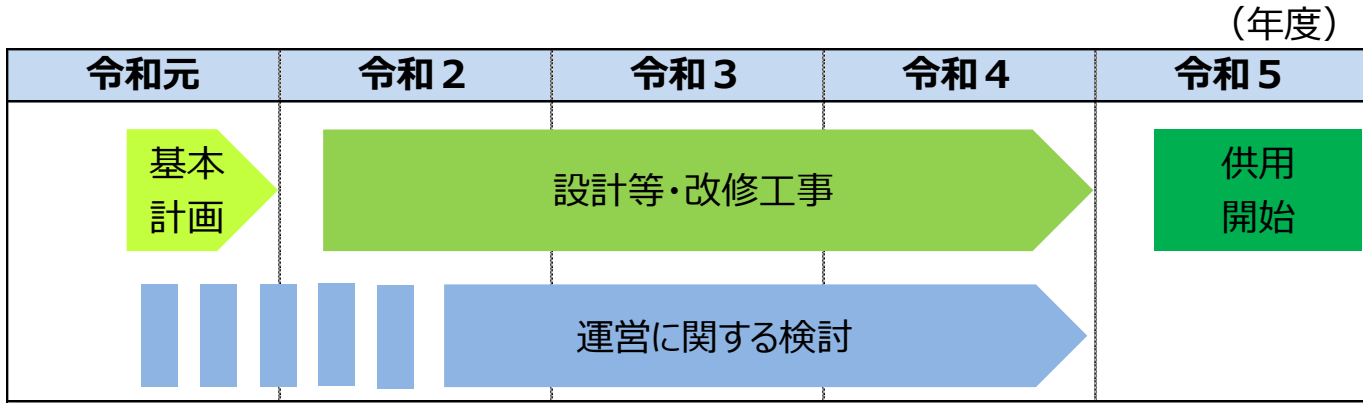 （年度）
令和元 令和２ 令和３ 令和４ 令和５
基本
計画
設計等・改修工事
供用
開始
運営に関する検討